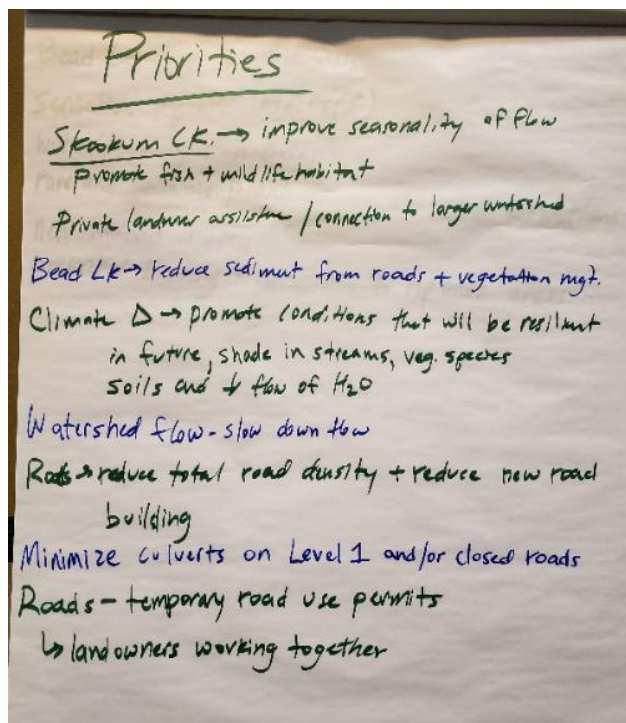 Priorities
Skookum CK. → improve seasonality of flow
Promote fish + wildlife habitat
Private landowner assistance / connection to larger watershed
Bead Lk → reduce sediment from roads + vegetation mgt.
Climate Δ → promote conditions that will be resilient
in future, shade in streams, veg. species
soils and ↓ flow of H2O
Watershed flow - slow down flow
Roads → reduce total road density + reduce new road
building
Minimize culverts on Level 1 and/or closed roads
Roads - temporary road use permits
↳ landowners working together